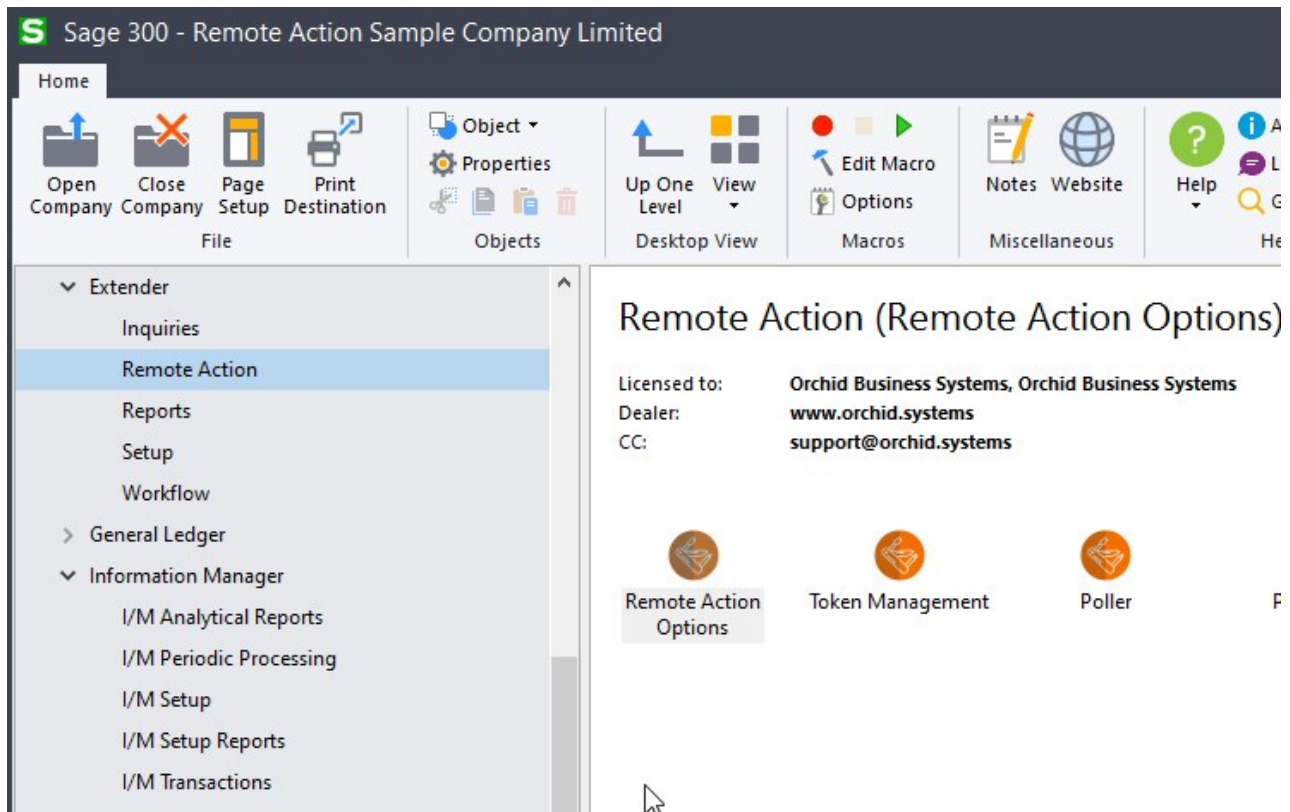 S Sage 300 - Remote Action Sample Company Limited
Home
Open Company
Close Company
Page Setup
Print Destination
File
Object
Properties
Objects
Up One Level
View
Desktop View
Edit Macro
Options
Macros
Notes
Website
Miscellaneous
Help
Extender
Inquiries
Remote Action
Reports
Setup
Workflow
General Ledger
Information Manager
I/M Analytical Reports
I/M Periodic Processing
I/M Setup
I/M Setup Reports
I/M Transactions
Remote Action (Remote Action Options)
Licensed to: Orchid Business Systems, Orchid Business Systems
Dealer: www.orchid.systems
CC: support@orchid.systems
Remote Action Options
Token Management
Poller